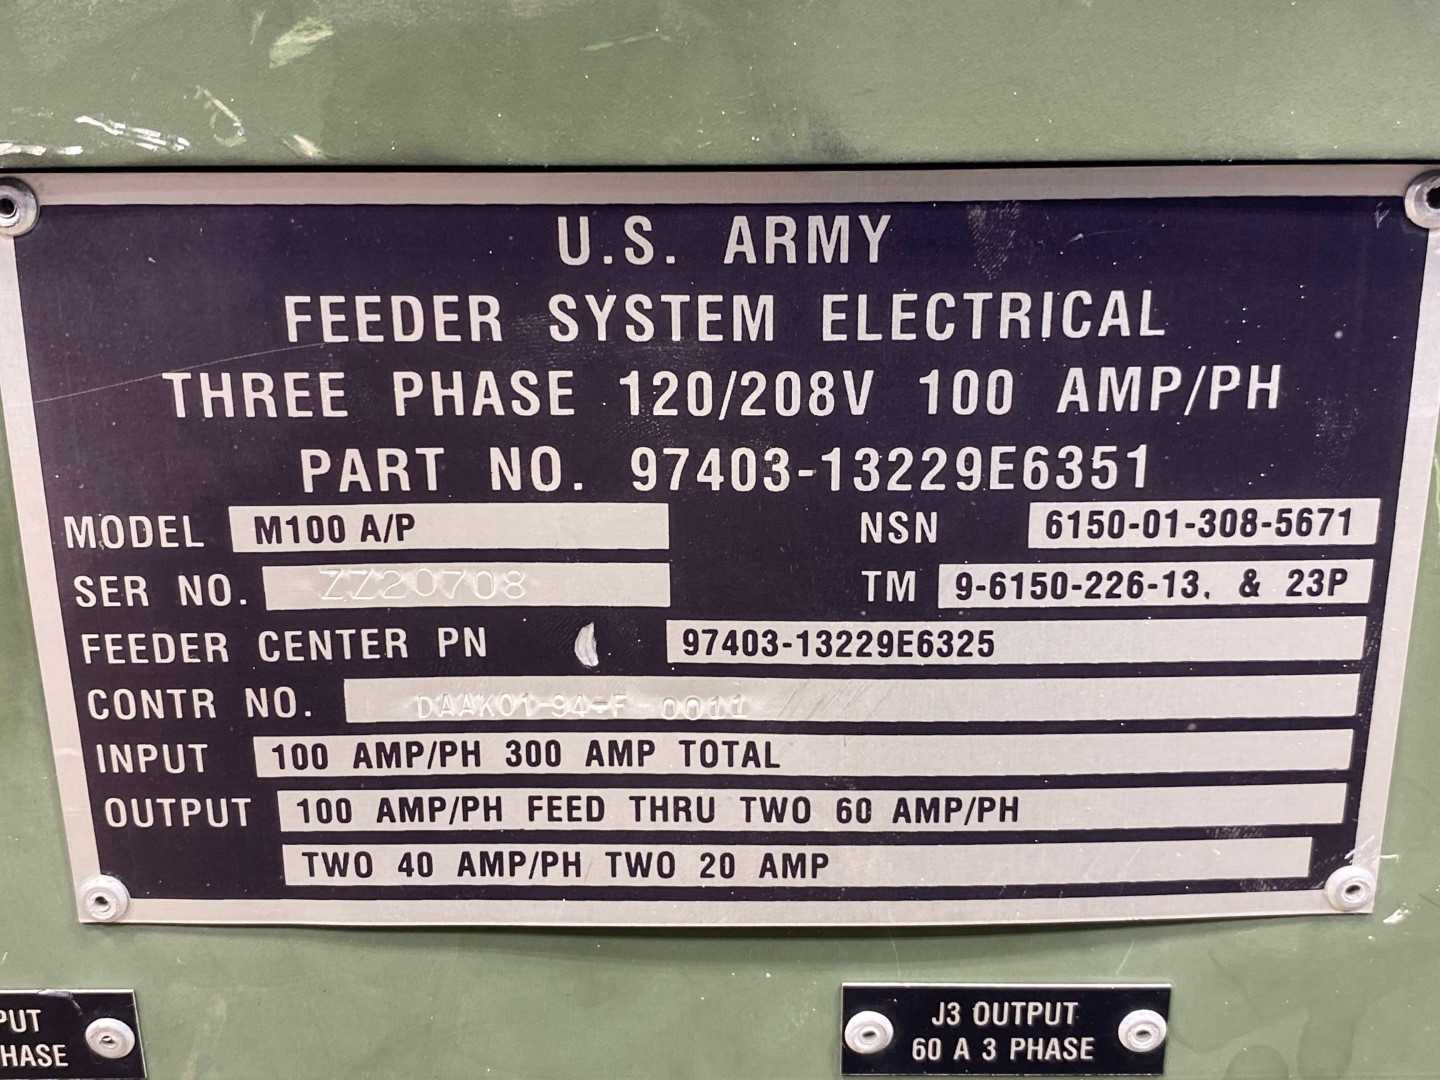 U.S. ARMY
FEEDER SYSTEM ELECTRICAL
THREE PHASE 120/208V 100 AMP/PH
PART NO. 97403-13229E6351
MODEL M100 A/P NSN 6150-01-308-5671
SER NO. ZZ20708 TM 9-6150-226-13. & 23P
FEEDER CENTER PN 97403-13229E6325
CONTR NO. DAAK01-94-F-0011
INPUT 100 AMP/PH 300 AMP TOTAL
OUTPUT 100 AMP/PH FEED THRU TWO 60 AMP/PH
TWO 40 AMP/PH TWO 20 AMP
PUT
HASE
J3 OUTPUT
60 A 3 PHASE